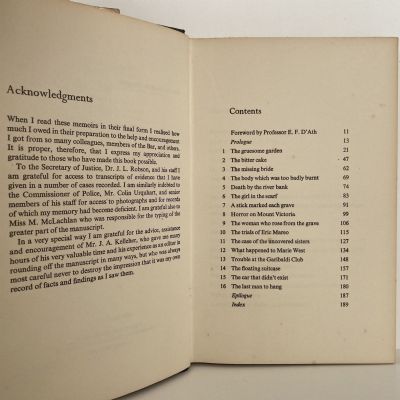 Acknowledgments
When I read these memoirs in their final form I realised how
much I owed in their preparation to the help and encouragement
I got from so many colleagues, members of the Bar, and others.
It is proper, therefore, that I express my appreciation and
gratitude to those who have made this book possible.
To the Secretary of Justice, Dr. J. L. Robson, and his staff I
am grateful for access to transcripts of evidence that I have
given in a number of cases recorded. I am similarly indebted to
the Commissioner of Police, Mr. Colin Urquhart, and senior
members of his staff for access to photographs and for records
of which my memory had become deficient. I am grateful also to
Miss M. McLachlan who was responsible for the typing of the
greater part of the manuscript.
In a very special way I am grateful for the advice, assistance
and encouragement of Mr. J. A. Kelleher, who gave me many
hours of his very valuable time and his experience as an editor in
rounding off the manuscript in many ways, but who was always
most careful never to destroy the impression that it was my own
record of facts and findings as I saw them.
Contents
Foreword by Professor E. F. D'Ath 11
Prologue 13
1 The gruesome garden 21
2 The bitter cake 47
3 The missing bride 62
4 The body which was too badly burnt 69
5 Death by the river bank 74
6 The girl in the scarf 83
7 A stick marked each grave 94
8 Horror on Mount Victoria 99
9 The woman who rose from the grave 106
10 The trials of Eric Mareo 115
11 The case of the uncovered sisters 127
12 What happened to Marie West 134
13 Trouble at the Garibaldi Club 148
14 The floating suitcase 157
15 The car that didn't exist 171
16 The last man to hang 180
Epilogue 187
Index 189